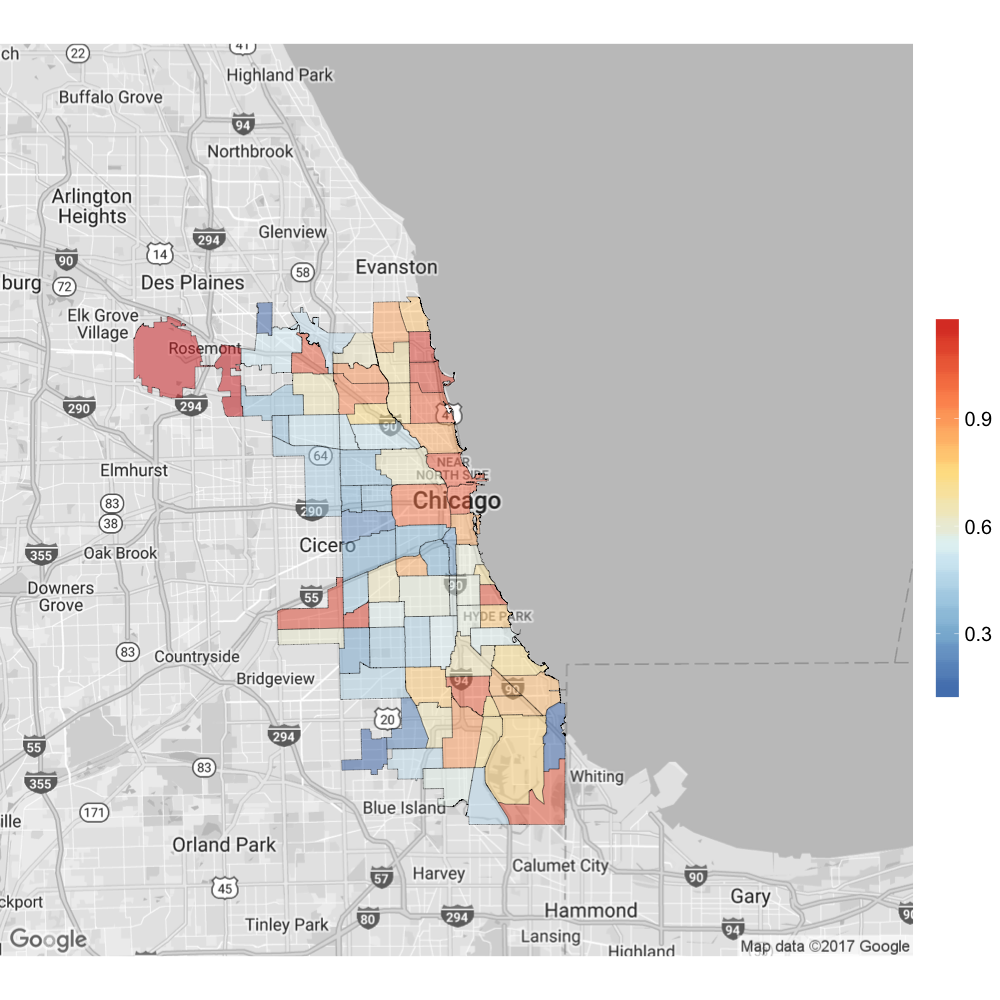 ch
22
41
Highland Park
Buffalo Grove
94
Northbrook
Arlington
Heights
294
Glenview
14
90
58
Evanston
burg
72
Des Plaines
Elk Grove
Village
Rosemont
290
294
41
90
64
NEAR
NORTH SIDE
Elmhurst
83
38
290
Chicago
0.9
0.6
0.3
355
Oak Brook
Cicero
Downers
Grove
55
90
HYDE PARK
83
Countryside
Bridgeview
94
90
20
55
294
83
355
Whiting
171
Blue Island
ille
Orland Park
Calumet City
57
Harvey
90
45
Gary
ckport
80
294
Hammond
90
Tinley Park
Lansing
94
Google
Highland
Map data ©2017 Google